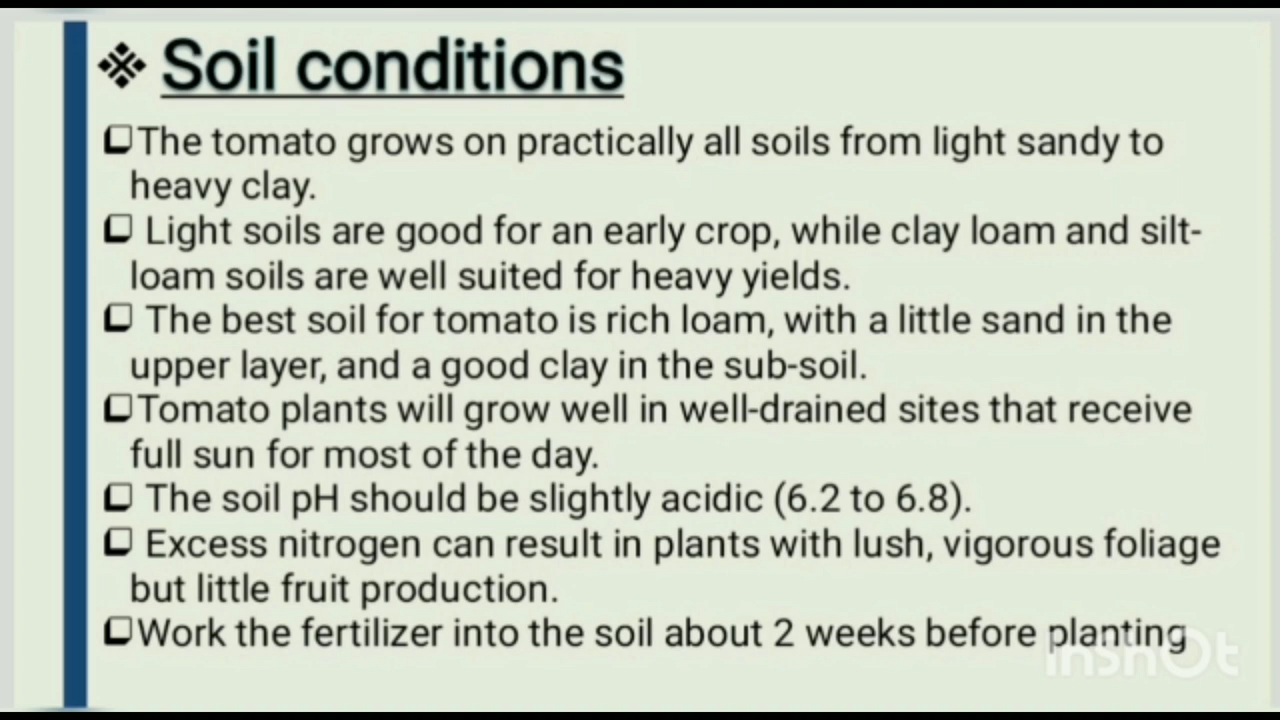 ❖ Soil conditions
❑The tomato grows on practically all soils from light sandy to
heavy clay.
❑ Light soils are good for an early crop, while clay loam and silt-
loam soils are well suited for heavy yields.
❑ The best soil for tomato is rich loam, with a little sand in the
upper layer, and a good clay in the sub-soil.
❑Tomato plants will grow well in well-drained sites that receive
full sun for most of the day.
❑ The soil pH should be slightly acidic (6.2 to 6.8).
❑ Excess nitrogen can result in plants with lush, vigorous foliage
but little fruit production.
❑Work the fertilizer into the soil about 2 weeks before planting
InShOt